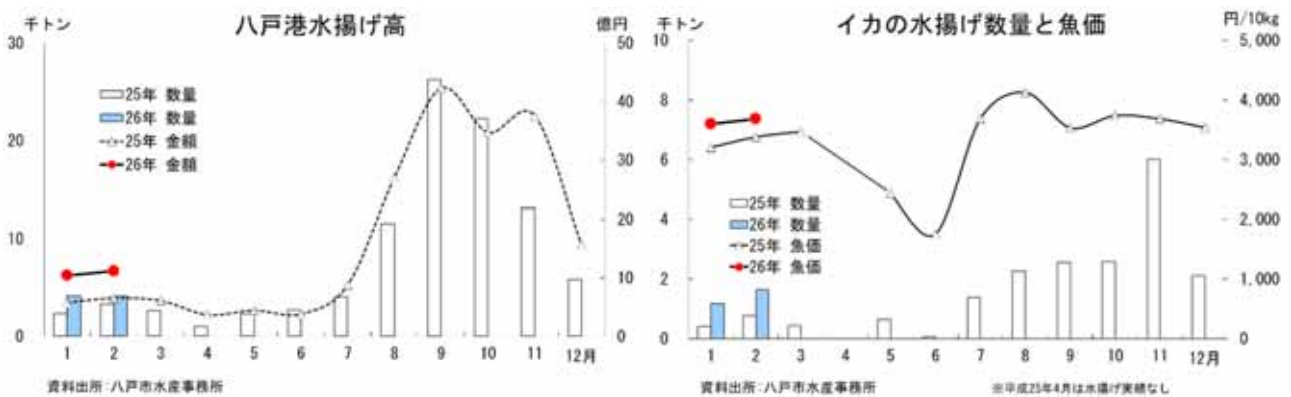 八戸港水揚げ高
千トン
億円
30
20
10
0
50
40
30
20
10
0
25年 数量
26年 数量
25年 金額
26年 金額
1 2 3 4 5 6 7 8 9 10 11 12月
資料出所:八戸市水産事務所
イカの水揚げ数量と魚価
千トン
円/10kg
10
8
6
4
2
0
5,000
4,000
3,000
2,000
1,000
0
25年 数量
26年 数量
25年 魚価
26年 魚価
1 2 3 4 5 6 7 8 9 10 11 12月
資料出所:八戸市水産事務所
※平成25年4月は水揚げ実績なし